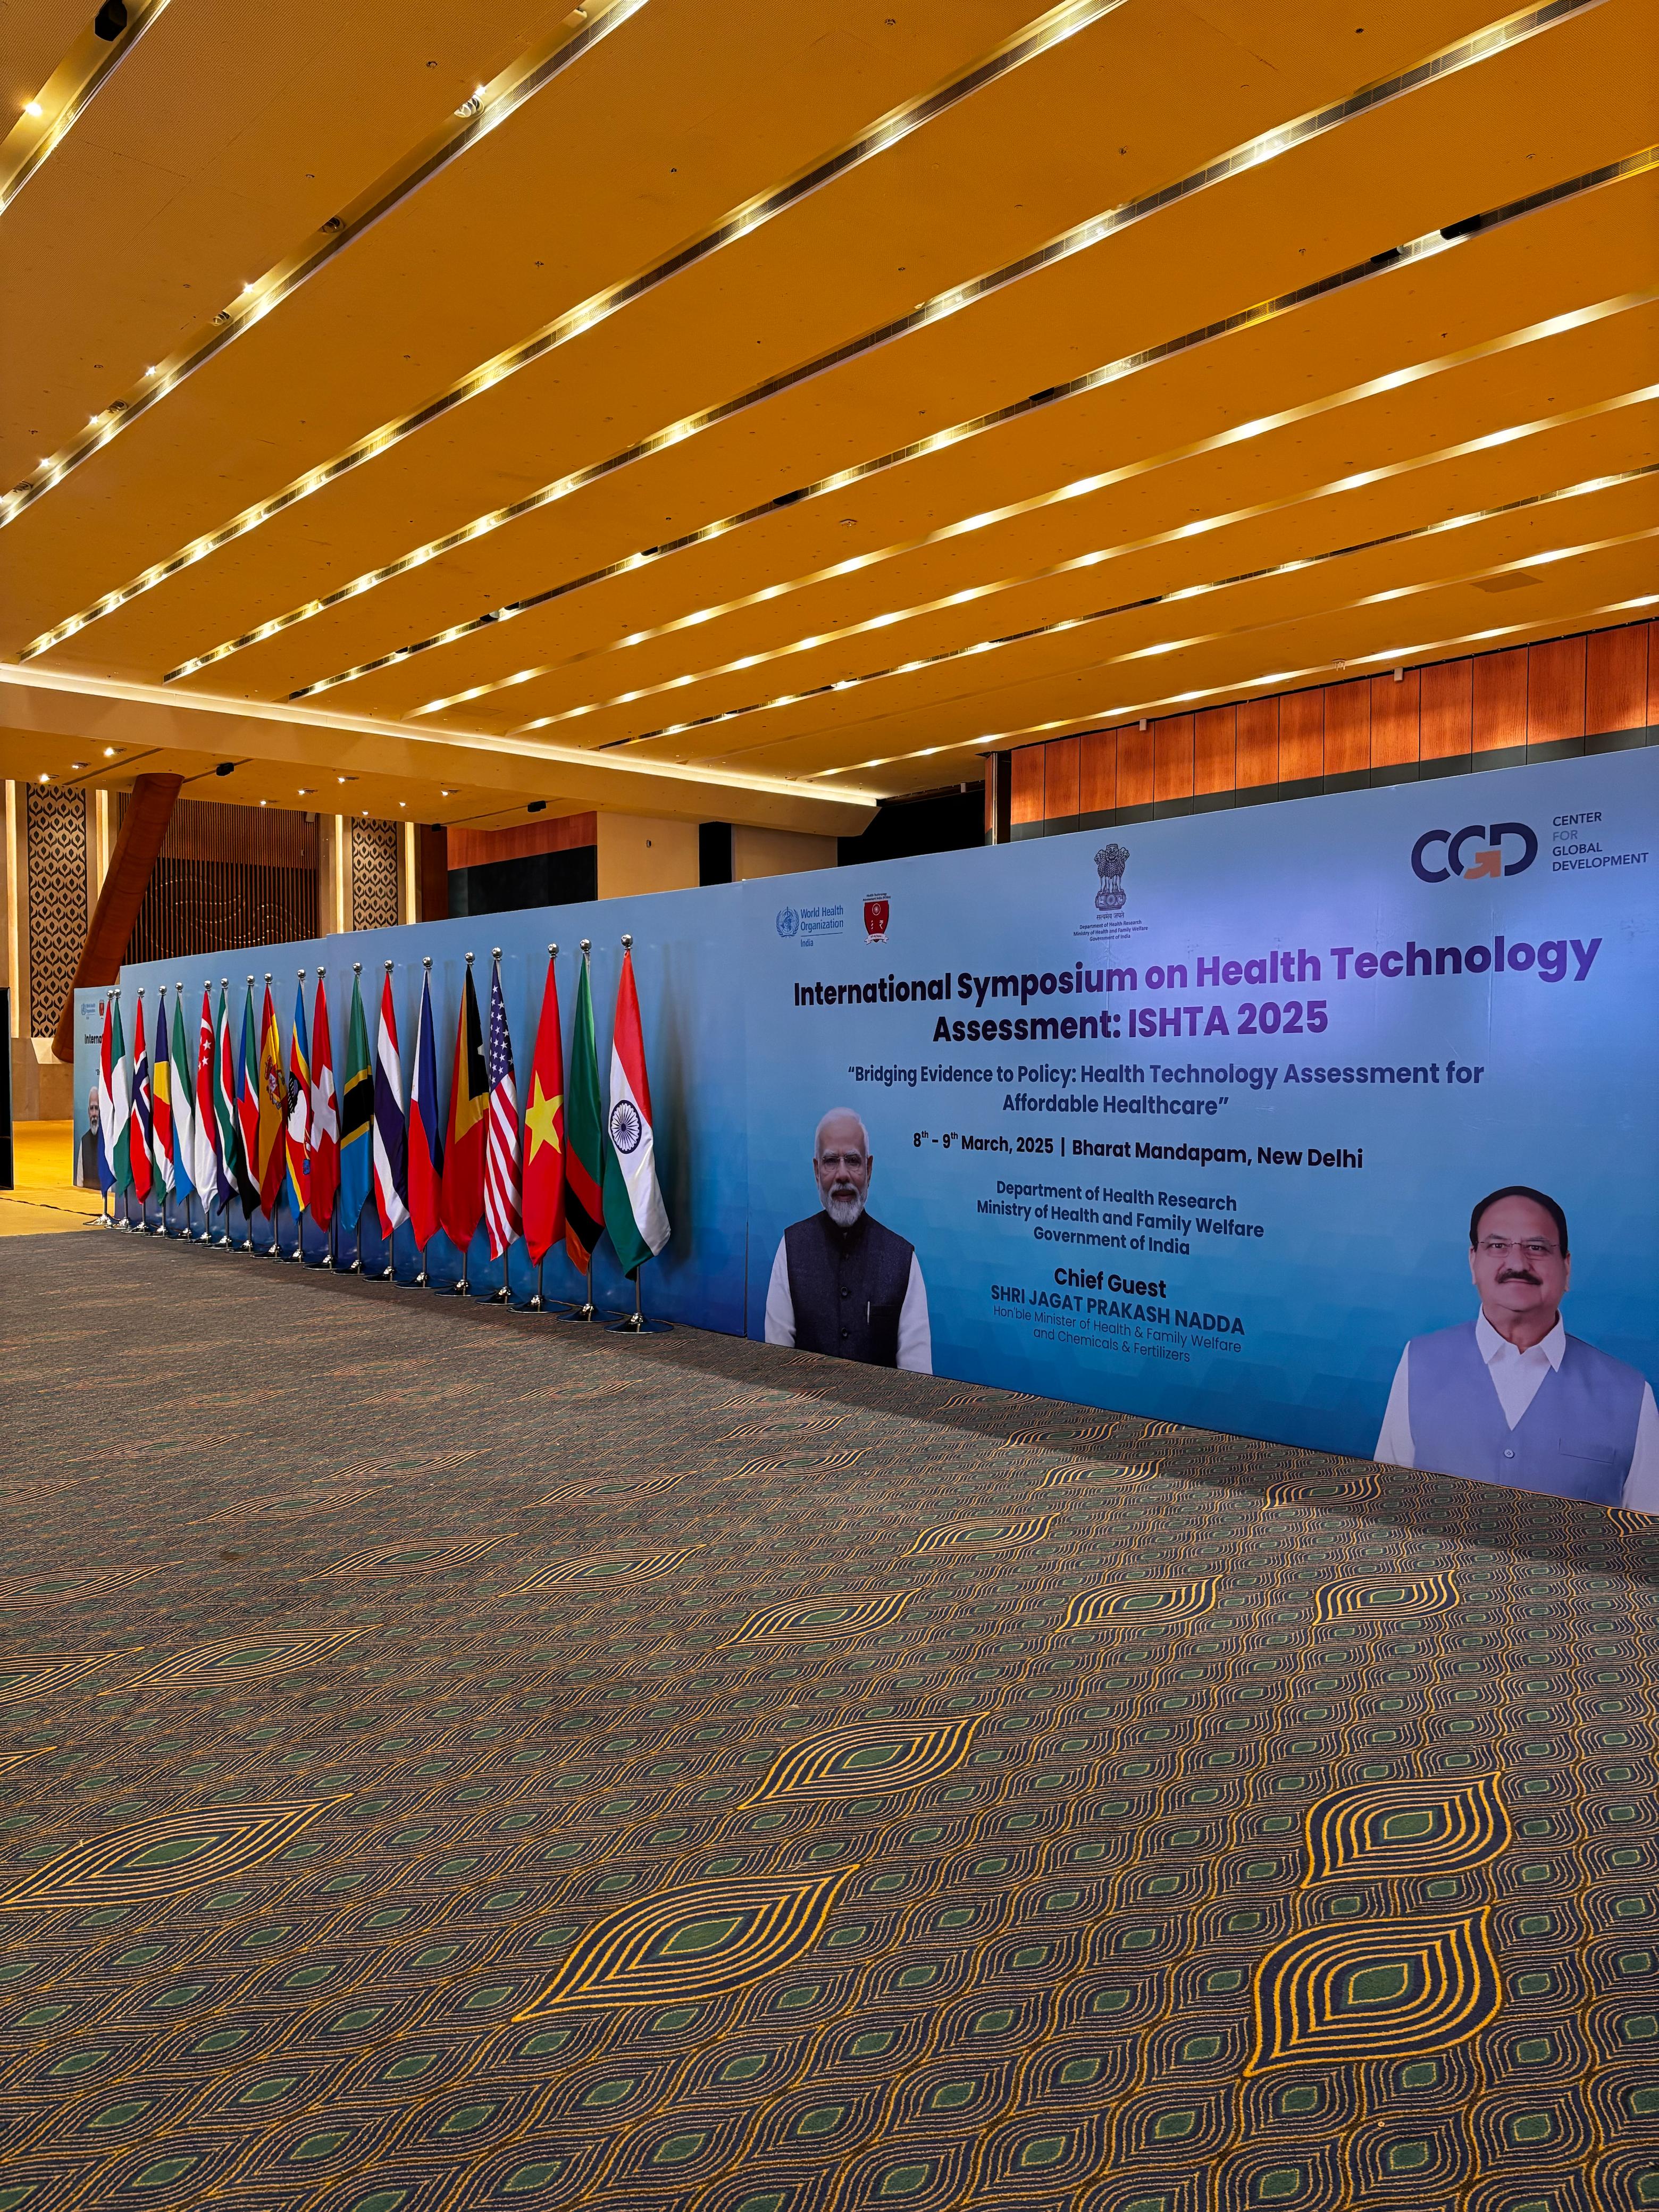 World Health
Organization
India
सत्यमेव जयते
Department of Health Research
Ministry of Health and Family Welfare
Government of India
CGD
CENTER
FOR
GLOBAL
DEVELOPMENT
International Symposium on Health Technology
Assessment: ISHTA 2025
“Bridging Evidence to Policy: Health Technology Assessment for
Affordable Healthcare”
8th - 9th March, 2025 | Bharat Mandapam, New Delhi
Department of Health Research
Ministry of Health and Family Welfare
Government of India
Chief Guest
SHRI JAGAT PRAKASH NADDA
Hon'ble Minister of Health & Family Welfare
and Chemicals & Fertilizers
Interna